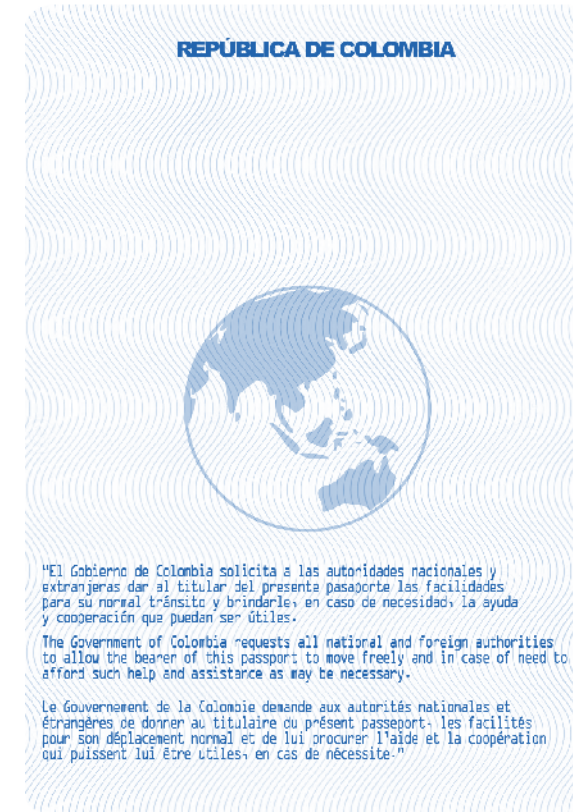 REPÚBLICA DE COLOMBIA
"El Gobierno de Colombia solicita a las autoridades nacionales y
extranjeras dar al titular del presente pasaporte las facilidades
para su normal tránsito y brindarle, en caso de necesidad, la ayuda
y cooperación que puedan ser útiles.
The Government of Colombia requests all national and foreign authorities
to allow the bearer of this passport to move freely and in case of need to
afford such help and assistance as may be necessary.
Le Gouvernement de la Colombie demande aux autorités nationales et
étrangères de donner au titulaire du présent passeport, les facilités
pour son déplacement normal et de lui procurer l'aide et la coopération
qui puissent lui être utiles, en cas de nécessite."